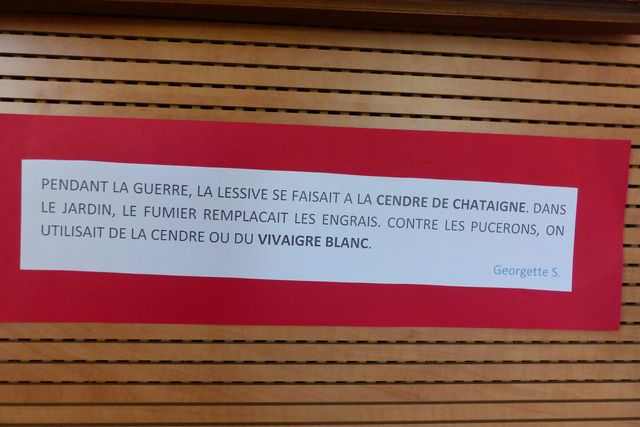 PENDANT LA GUERRE, LA LESSIVE SE FAISAIT A LA CENDRE DE CHATAIGNE. DANS
LE JARDIN, LE FUMIER REMPLACAIT LES ENGRAIS. CONTRE LES PUCERONS, ON
UTILISAIT DE LA CENDRE OU DU VIVAIGRE BLANC.
Georgette S.